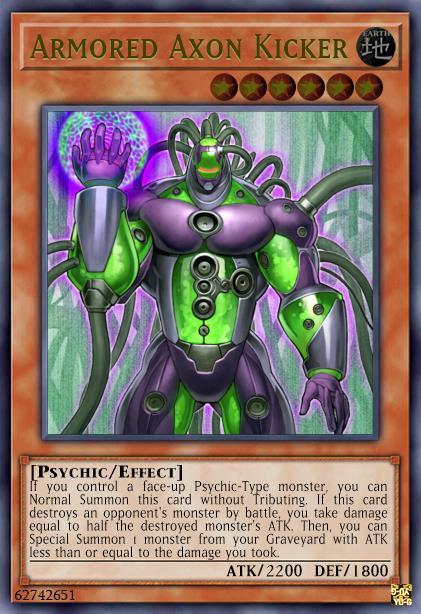 ARMORED AXON KICKER
EARTH
地
[PSYCHIC/EFFECT]
If you control a face-up Psychic-Type monster, you can
Normal Summon this card without Tributing. If this card
destroys an opponent's monster by battle, you take damage
equal to half the destroyed monster's ATK. Then, you can
Special Summon 1 monster from your Graveyard with ATK
less than or equal to the damage you took.
ATK/2200 DEF/1800
62742651